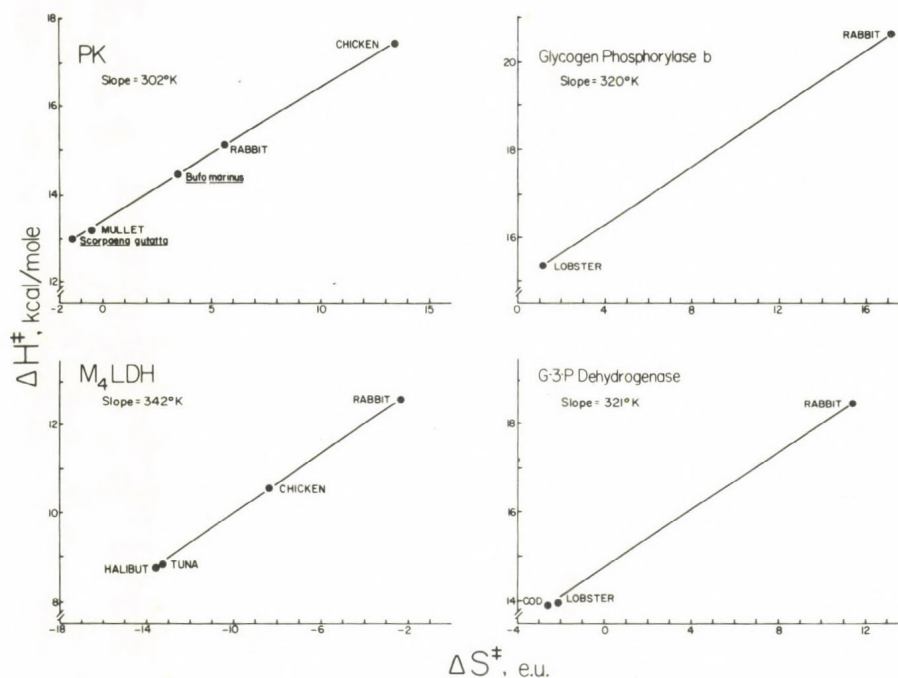 PK
Slope = 302°K
CHICKEN
RABBIT
Bufo marinus
MULLET
Scorpaena gutatta
18
16
14
12
-2
0
5
10
15
Glycogen Phosphorylase b
Slope = 320°K
RABBIT
LOBSTER
20
18
16
0
4
8
12
16
ΔH‡, kcal/mole
M4LDH
Slope = 342°K
RABBIT
CHICKEN
HALIBUT
TUNA
12
10
8
-18
-14
-10
-6
-2
G-3-P Dehydrogenase
Slope = 321°K
RABBIT
COD
LOBSTER
18
16
14
-4
0
4
8
12
ΔS‡, e.u.